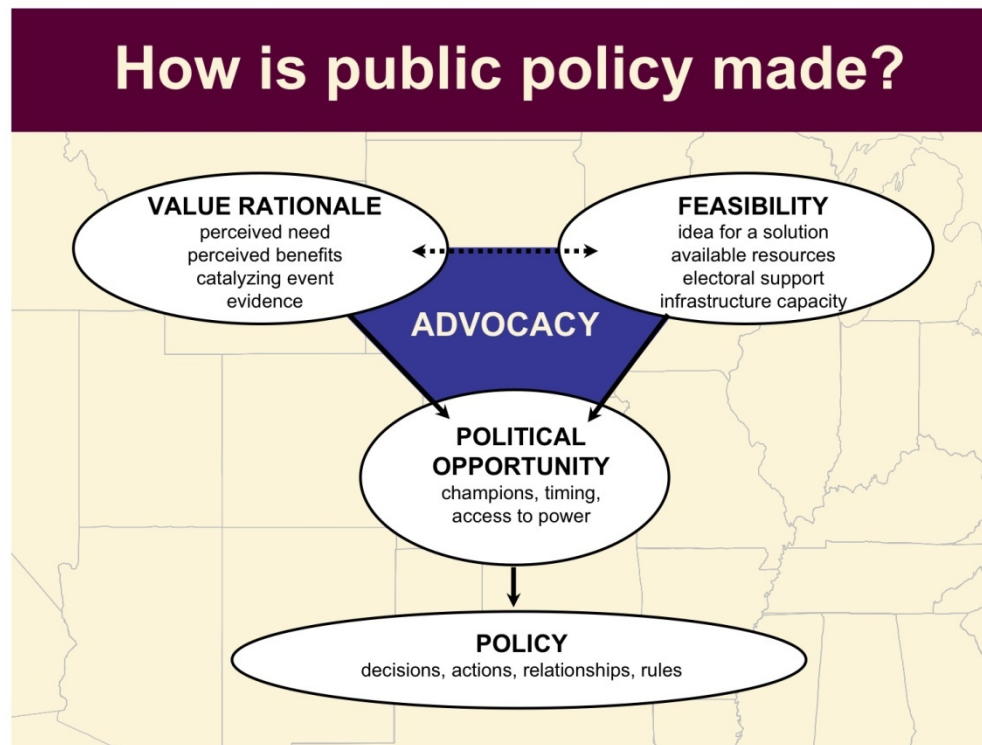 How is public policy made?
VALUE RATIONALE
perceived need
perceived benefits
catalyzing event
evidence
FEASIBILITY
idea for a solution
available resources
electoral support
infrastructure capacity
ADVOCACY
POLITICAL
OPPORTUNITY
champions, timing,
access to power
POLICY
decisions, actions, relationships, rules